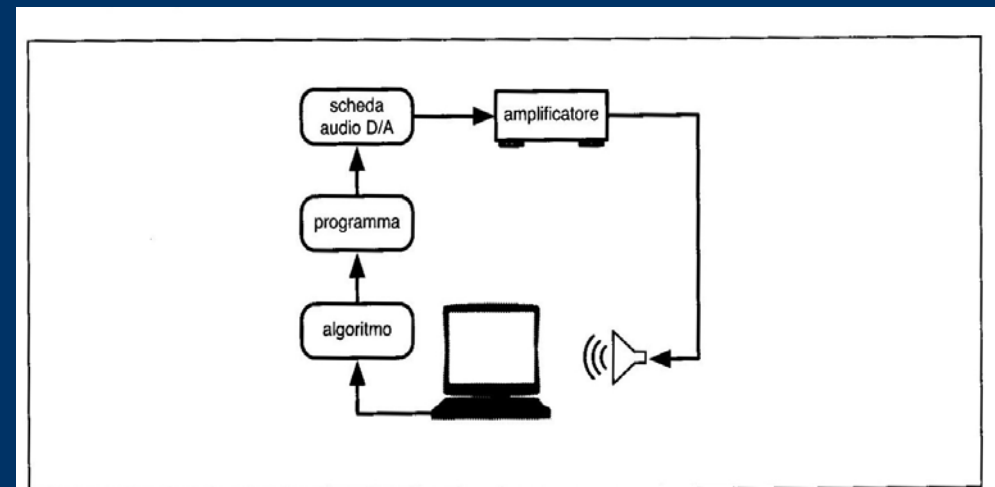 scheda
audio D/A
amplificatore
programma
algoritmo